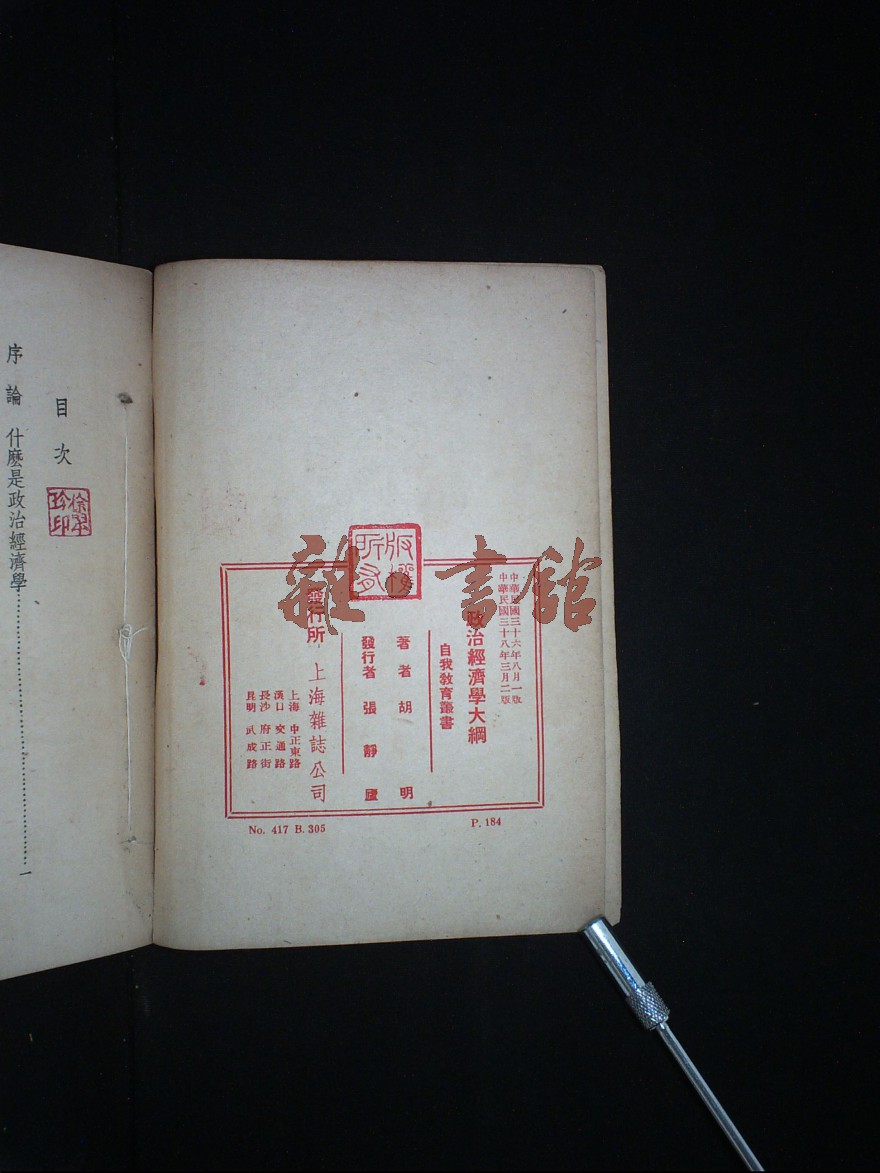 中華民國三十六年八月一版
中華民國三十八年三月二版
政治經濟學大綱
自我教育叢書
著者 胡明
發行者 張靜廬
發行所 上海雜誌公司
上海 中正東路
漢口 交通路
長沙 府正街
昆明 武成路
版權所有
No. 417 B. 305
P. 184
目次
序論 什麼是政治經濟學……一
雜·書館